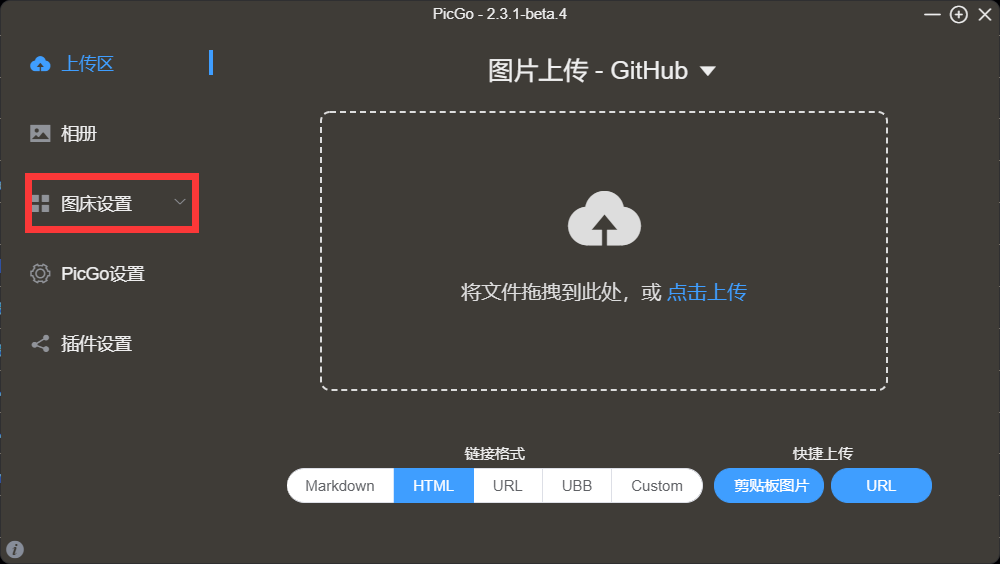 PicGo - 2.3.1-beta.4
上传区
相册
图床设置
PicGo设置
插件设置
图片上传 - GitHub
将文件拖拽到此处，或 点击上传
链接格式
Markdown HTML URL UBB Custom
快捷上传
剪贴板图片 URL